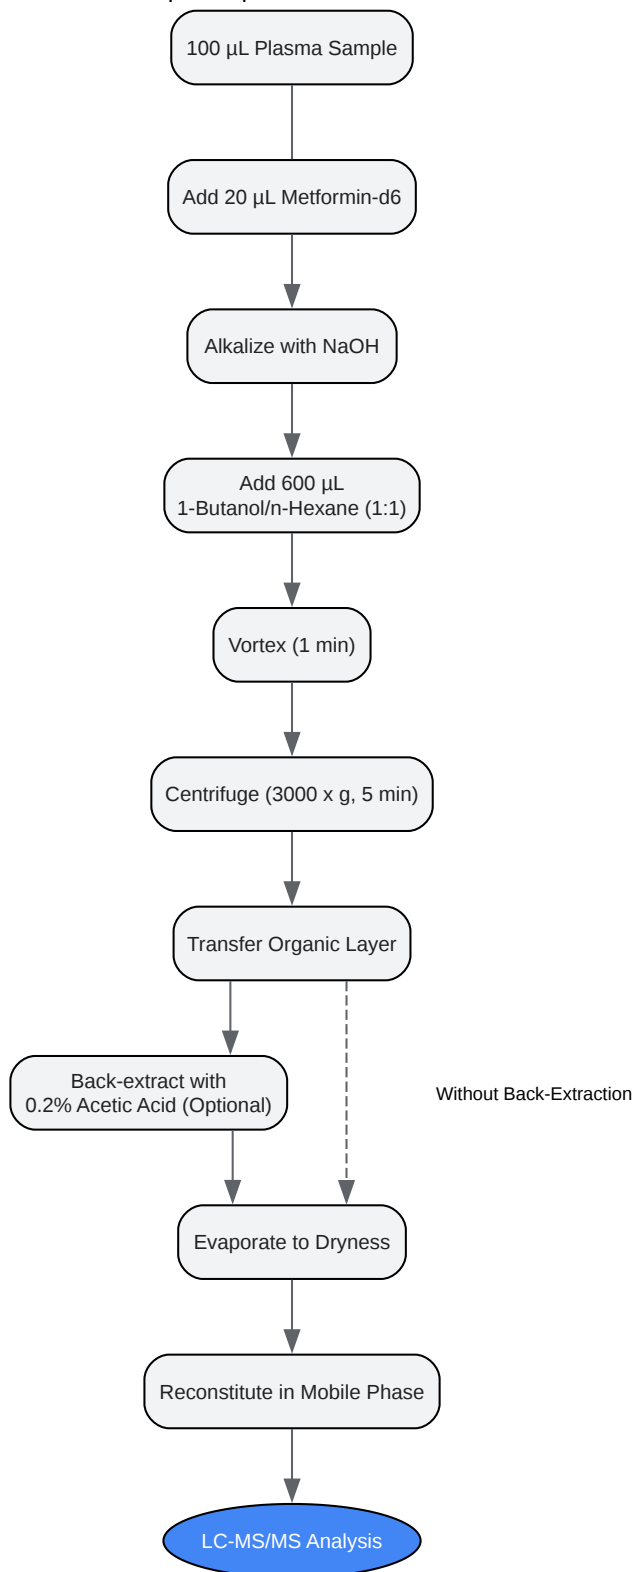 100 µL Plasma Sample
Add 20 µL Metformin-d6
Alkalize with NaOH
Add 600 µL
1-Butanol/n-Hexane (1:1)
Vortex (1 min)
Centrifuge (3000 x g, 5 min)
Transfer Organic Layer
Back-extract with
0.2% Acetic Acid (Optional)
Without Back-Extraction
Evaporate to Dryness
Reconstitute in Mobile Phase
LC-MS/MS Analysis